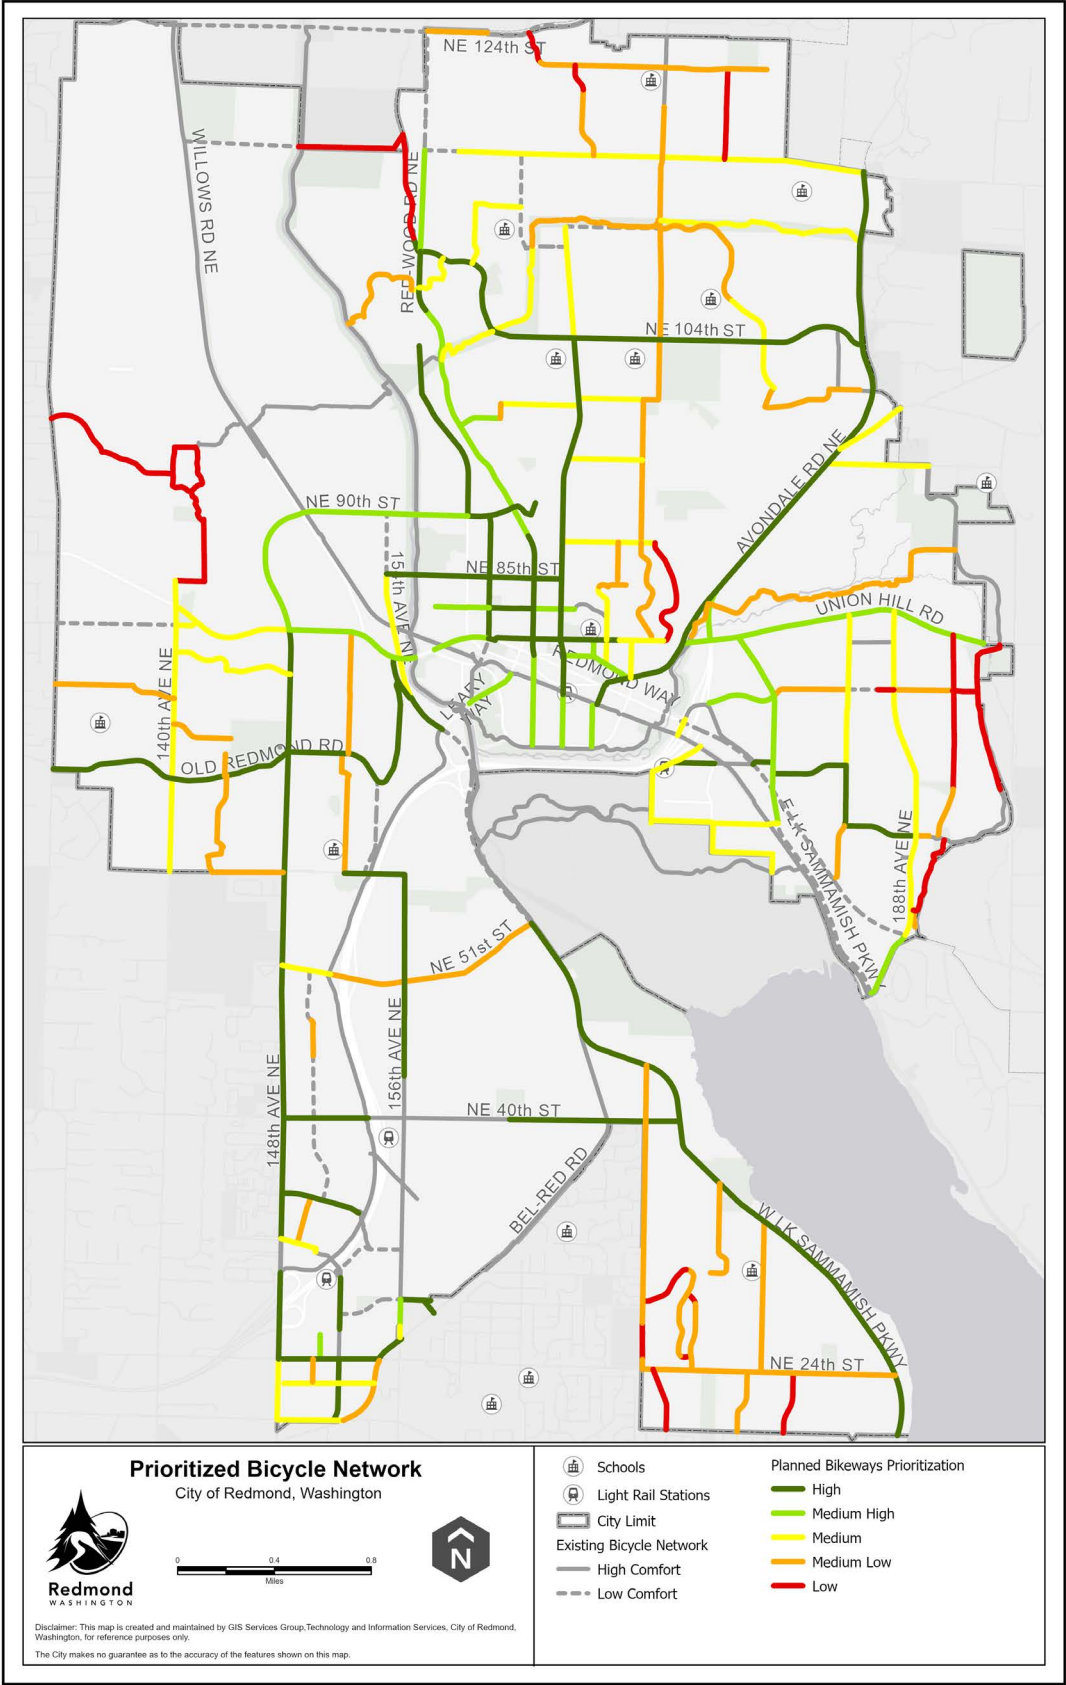 NE 124th ST
WILLOWS RD NE
RED-WOOD RD NE
NE 104th ST
AVONDALE RD NE
NE 90th ST
154th AVE NE
NE 85th ST
UNION HILL RD
REDMOND WAY
LEARY
WAY
140th AVE NE
OLD REDMOND RD
E LK SAMMAMISH PKWY
188th AVE NE
NE 51st ST
156th AVE NE
148th AVE NE
NE 40th ST
BEL-RED RD
W LK SAMMAMISH PKWY
NE 24th ST
Prioritized Bicycle Network
City of Redmond, Washington
Redmond
WASHINGTON
0 0.4 0.8
Miles
N
Disclaimer: This map is created and maintained by GIS Services Group,Technology and Information Services, City of Redmond,
Washington, for reference purposes only.
The City makes no guarantee as to the accuracy of the features shown on this map.
Schools
Light Rail Stations
City Limit
Existing Bicycle Network
High Comfort
Low Comfort
Planned Bikeways Prioritization
High
Medium High
Medium
Medium Low
Low